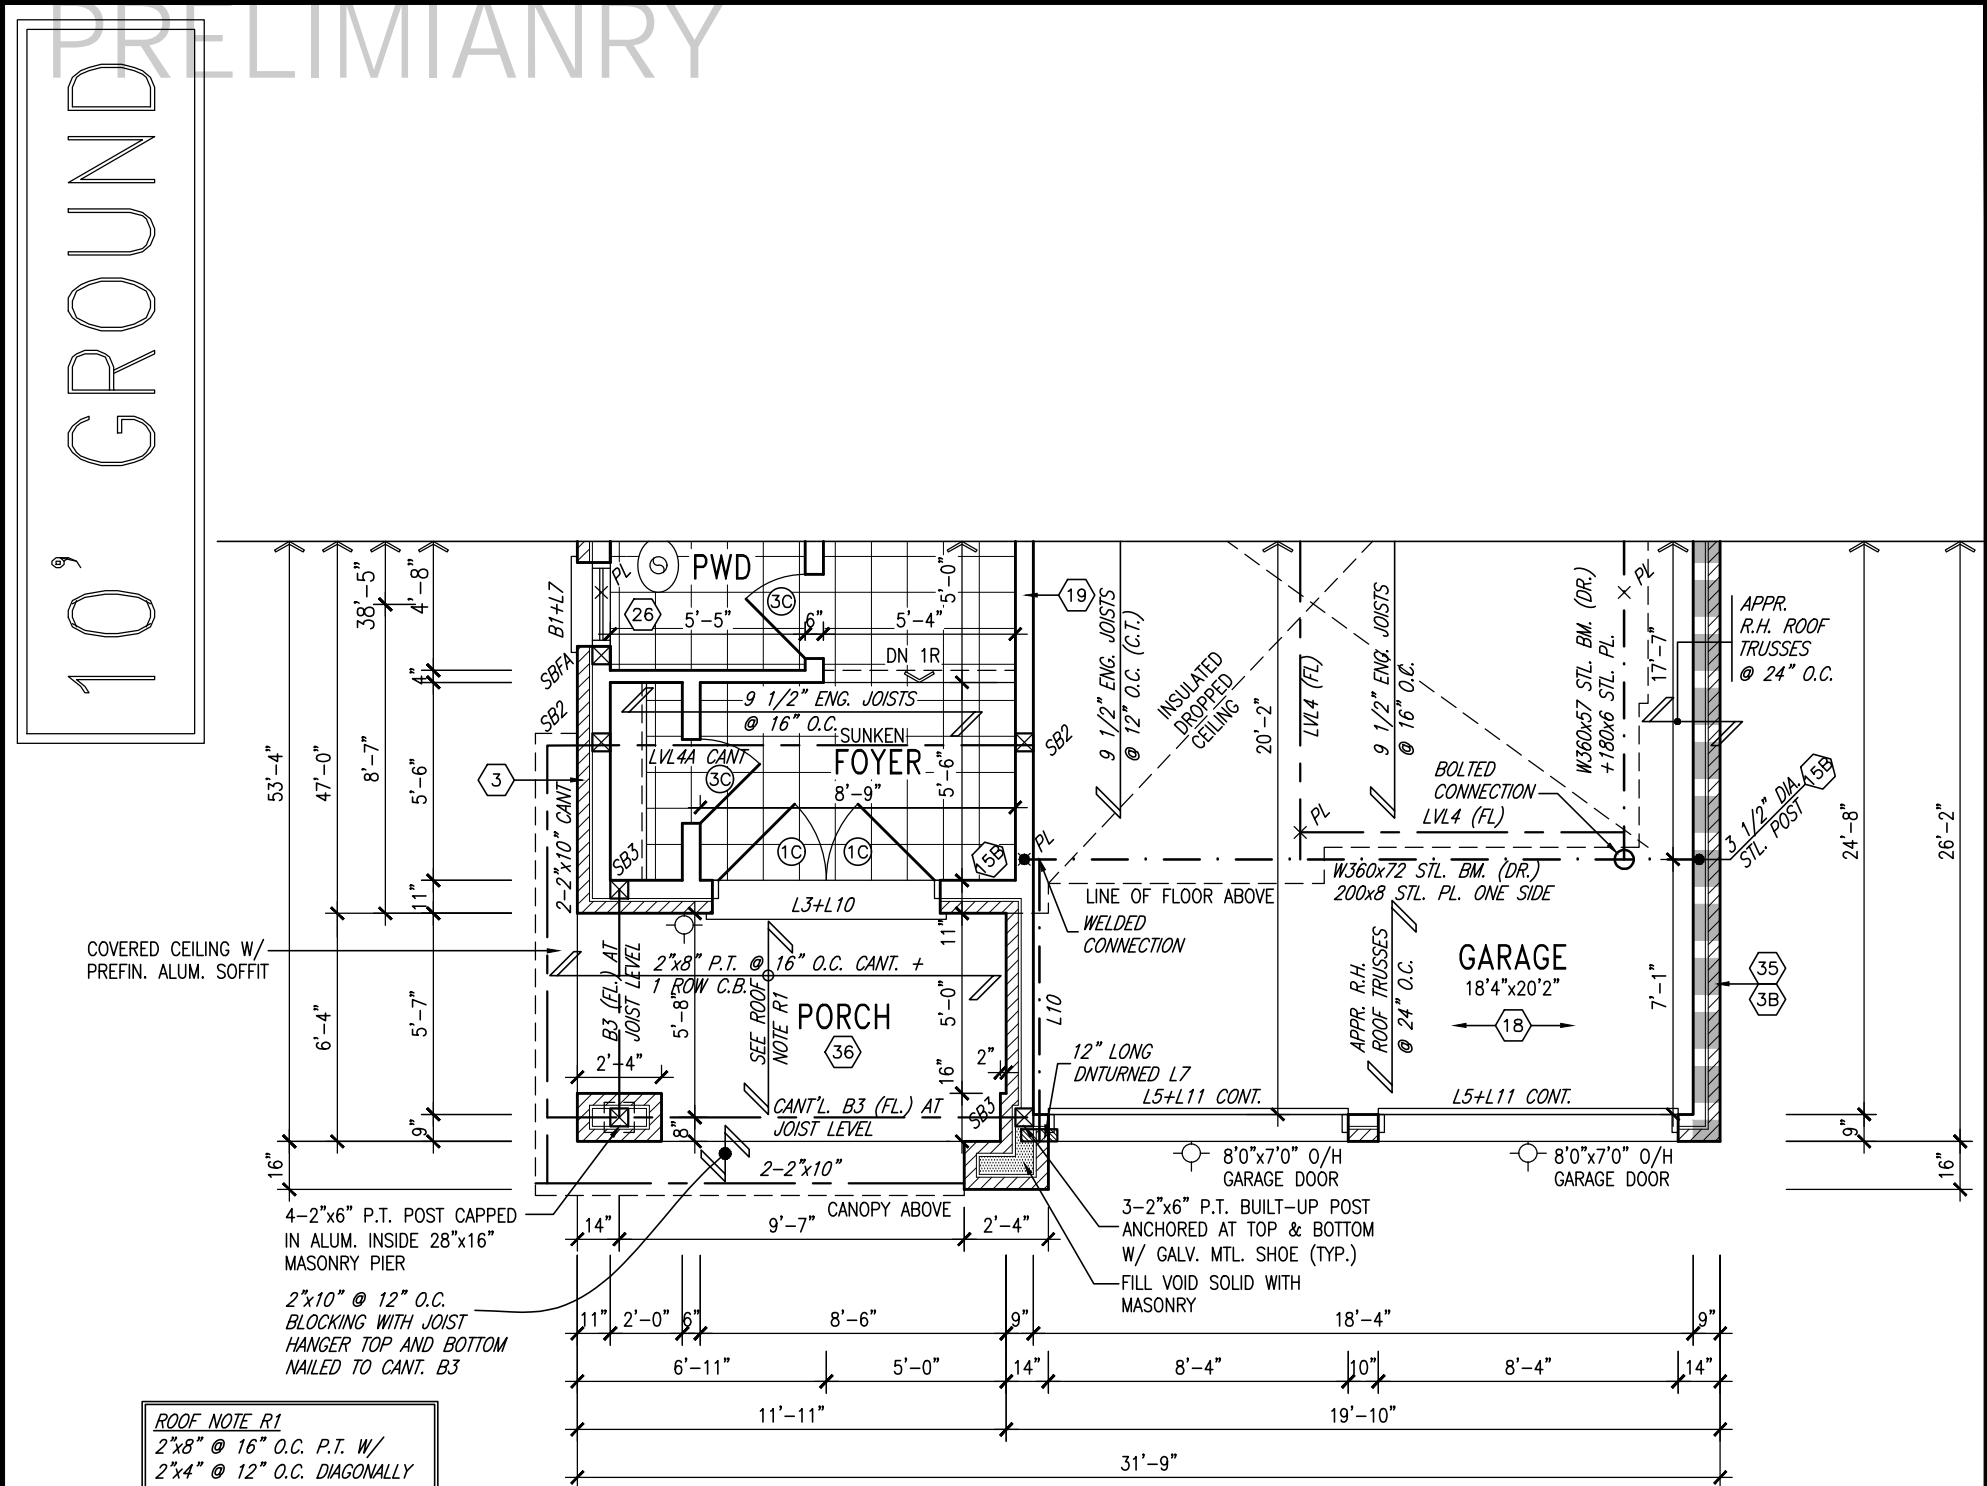 PRELIMIANRY
10' GROUND
PWD
PL
26
3C
5'-5"
6"
5'-4"
5'-0"
B1+L7
SBFA
SB2
DN 1R
9 1/2" ENG. JOISTS
@ 16" O.C.
SUNKEN
FOYER
8'-9"
5'-6"
LVL4A CANT
3C
1C
1C
SB3
15B
PL
SB2
3
2-2"x10" CANT
L3+L10
19
9 1/2" ENG. JOISTS
@ 12" O.C. (C.T.)
INSULATED
DROPPED
CEILING
20'-2"
LVL4 (FL)
9 1/2" ENG. JOISTS
@ 16" O.C.
W360x57 STL. BM. (DR.)
+180x6 STL. PL.
PL
17'-7"
APPR.
R.H. ROOF
TRUSSES
@ 24" O.C.
BOLTED
CONNECTION
LVL4 (FL)
PL
3 1/2" DIA.
STL. POST
15B
W360x72 STL. BM. (DR.)
200x8 STL. PL. ONE SIDE
LINE OF FLOOR ABOVE
WELDED
CONNECTION
53'-4"
47'-0"
38'-5"
8'-7"
4'-8"
4"
5'-6"
11"
6'-4"
5'-7"
9"
16"
24'-8"
26'-2"
9"
16"
COVERED CEILING W/
PREFIN. ALUM. SOFFIT
B3 (FL.) AT
JOIST LEVEL
2"x8" P.T. @ 16" O.C. CANT. +
1 ROW C.B.
5'-8"
SEE ROOF
NOTE R1
PORCH
36
11"
5'-0"
16"
2"
2'-4"
8"
SB3
CANT'L. B3 (FL.) AT
JOIST LEVEL
2-2"x10"
CANOPY ABOVE
L10
12" LONG
DNTURNED L7
APPR. R.H.
ROOF TRUSSES
@ 24" O.C.
GARAGE
18'4"x20'2"
18
7'-1"
35
3B
L5+L11 CONT.
L5+L11 CONT.
8'0"x7'0" O/H
GARAGE DOOR
8'0"x7'0" O/H
GARAGE DOOR
4-2"x6" P.T. POST CAPPED
IN ALUM. INSIDE 28"x16"
MASONRY PIER
14"
9'-7"
2'-4"
3-2"x6" P.T. BUILT-UP POST
ANCHORED AT TOP & BOTTOM
W/ GALV. MTL. SHOE (TYP.)
FILL VOID SOLID WITH
MASONRY
2"x10" @ 12" O.C.
BLOCKING WITH JOIST
HANGER TOP AND BOTTOM
NAILED TO CANT. B3
11"
2'-0"
6"
8'-6"
9"
18'-4"
9"
6'-11"
5'-0"
14"
8'-4"
10"
8'-4"
14"
11'-11"
19'-10"
31'-9"
ROOF NOTE R1
2"x8" @ 16" O.C. P.T. W/
2"x4" @ 12" O.C. DIAGONALLY